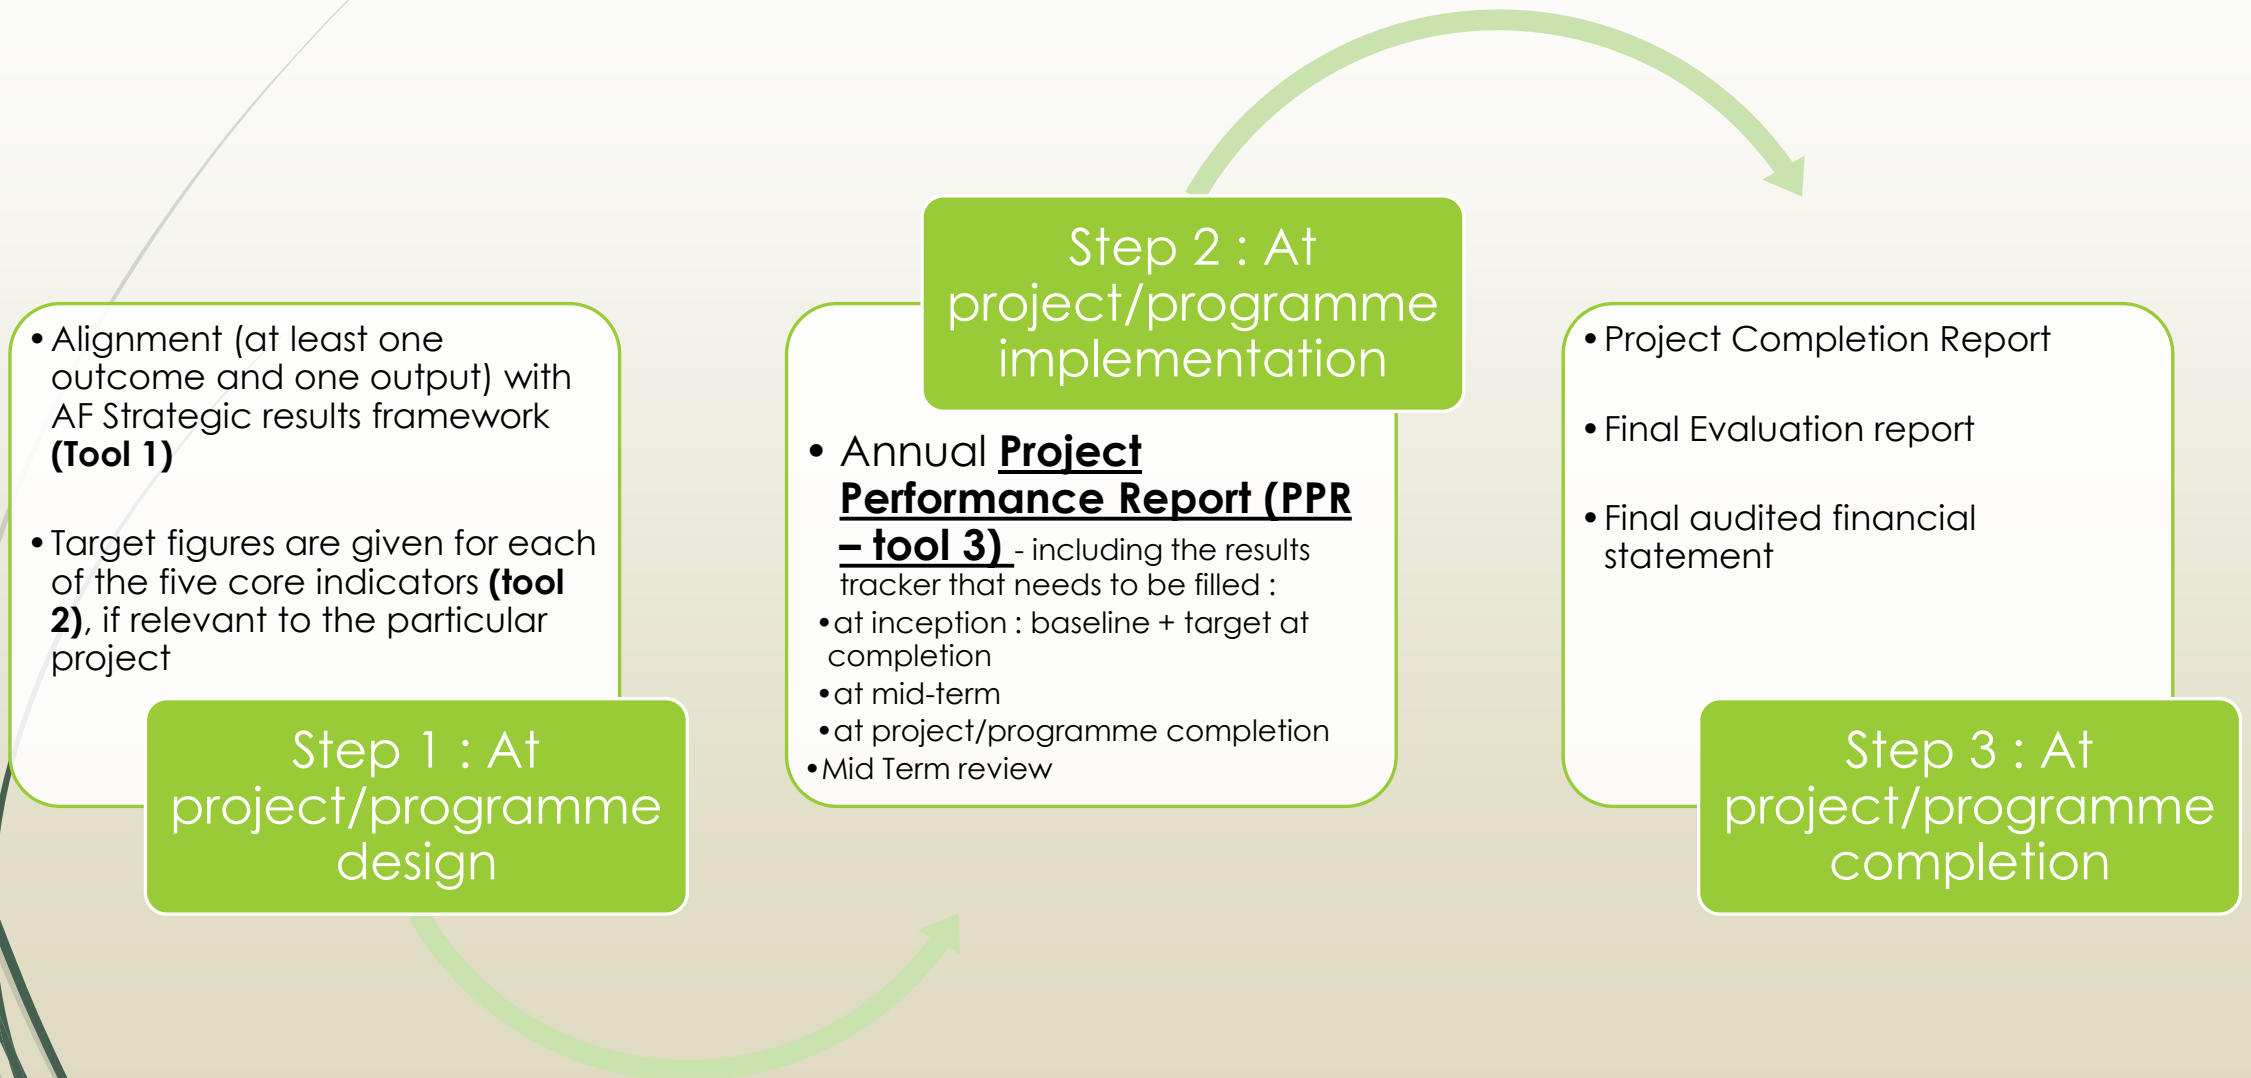 • Alignment (at least one
outcome and one output) with
AF Strategic results framework
(Tool 1)
• Target figures are given for each
of the five core indicators (tool
2), if relevant to the particular
project
Step 1 : At
project/programme
design
Step 2 : At
project/programme
implementation
• Annual Project
Performance Report (PPR
– tool 3) - including the results
tracker that needs to be filled :
• at inception : baseline + target at
completion
• at mid-term
• at project/programme completion
• Mid Term review
• Project Completion Report
• Final Evaluation report
• Final audited financial
statement
Step 3 : At
project/programme
completion